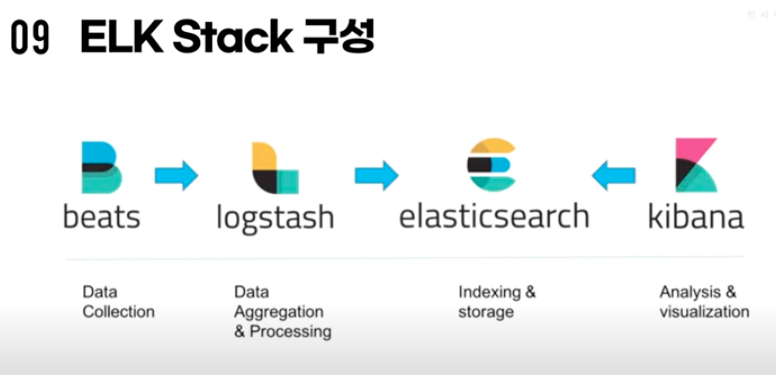 09 ELK Stack 구성
beats
logstash
elasticsearch
kibana
Data
Collection
Data
Aggregation
& Processing
Indexing &
storage
Analysis &
visualization